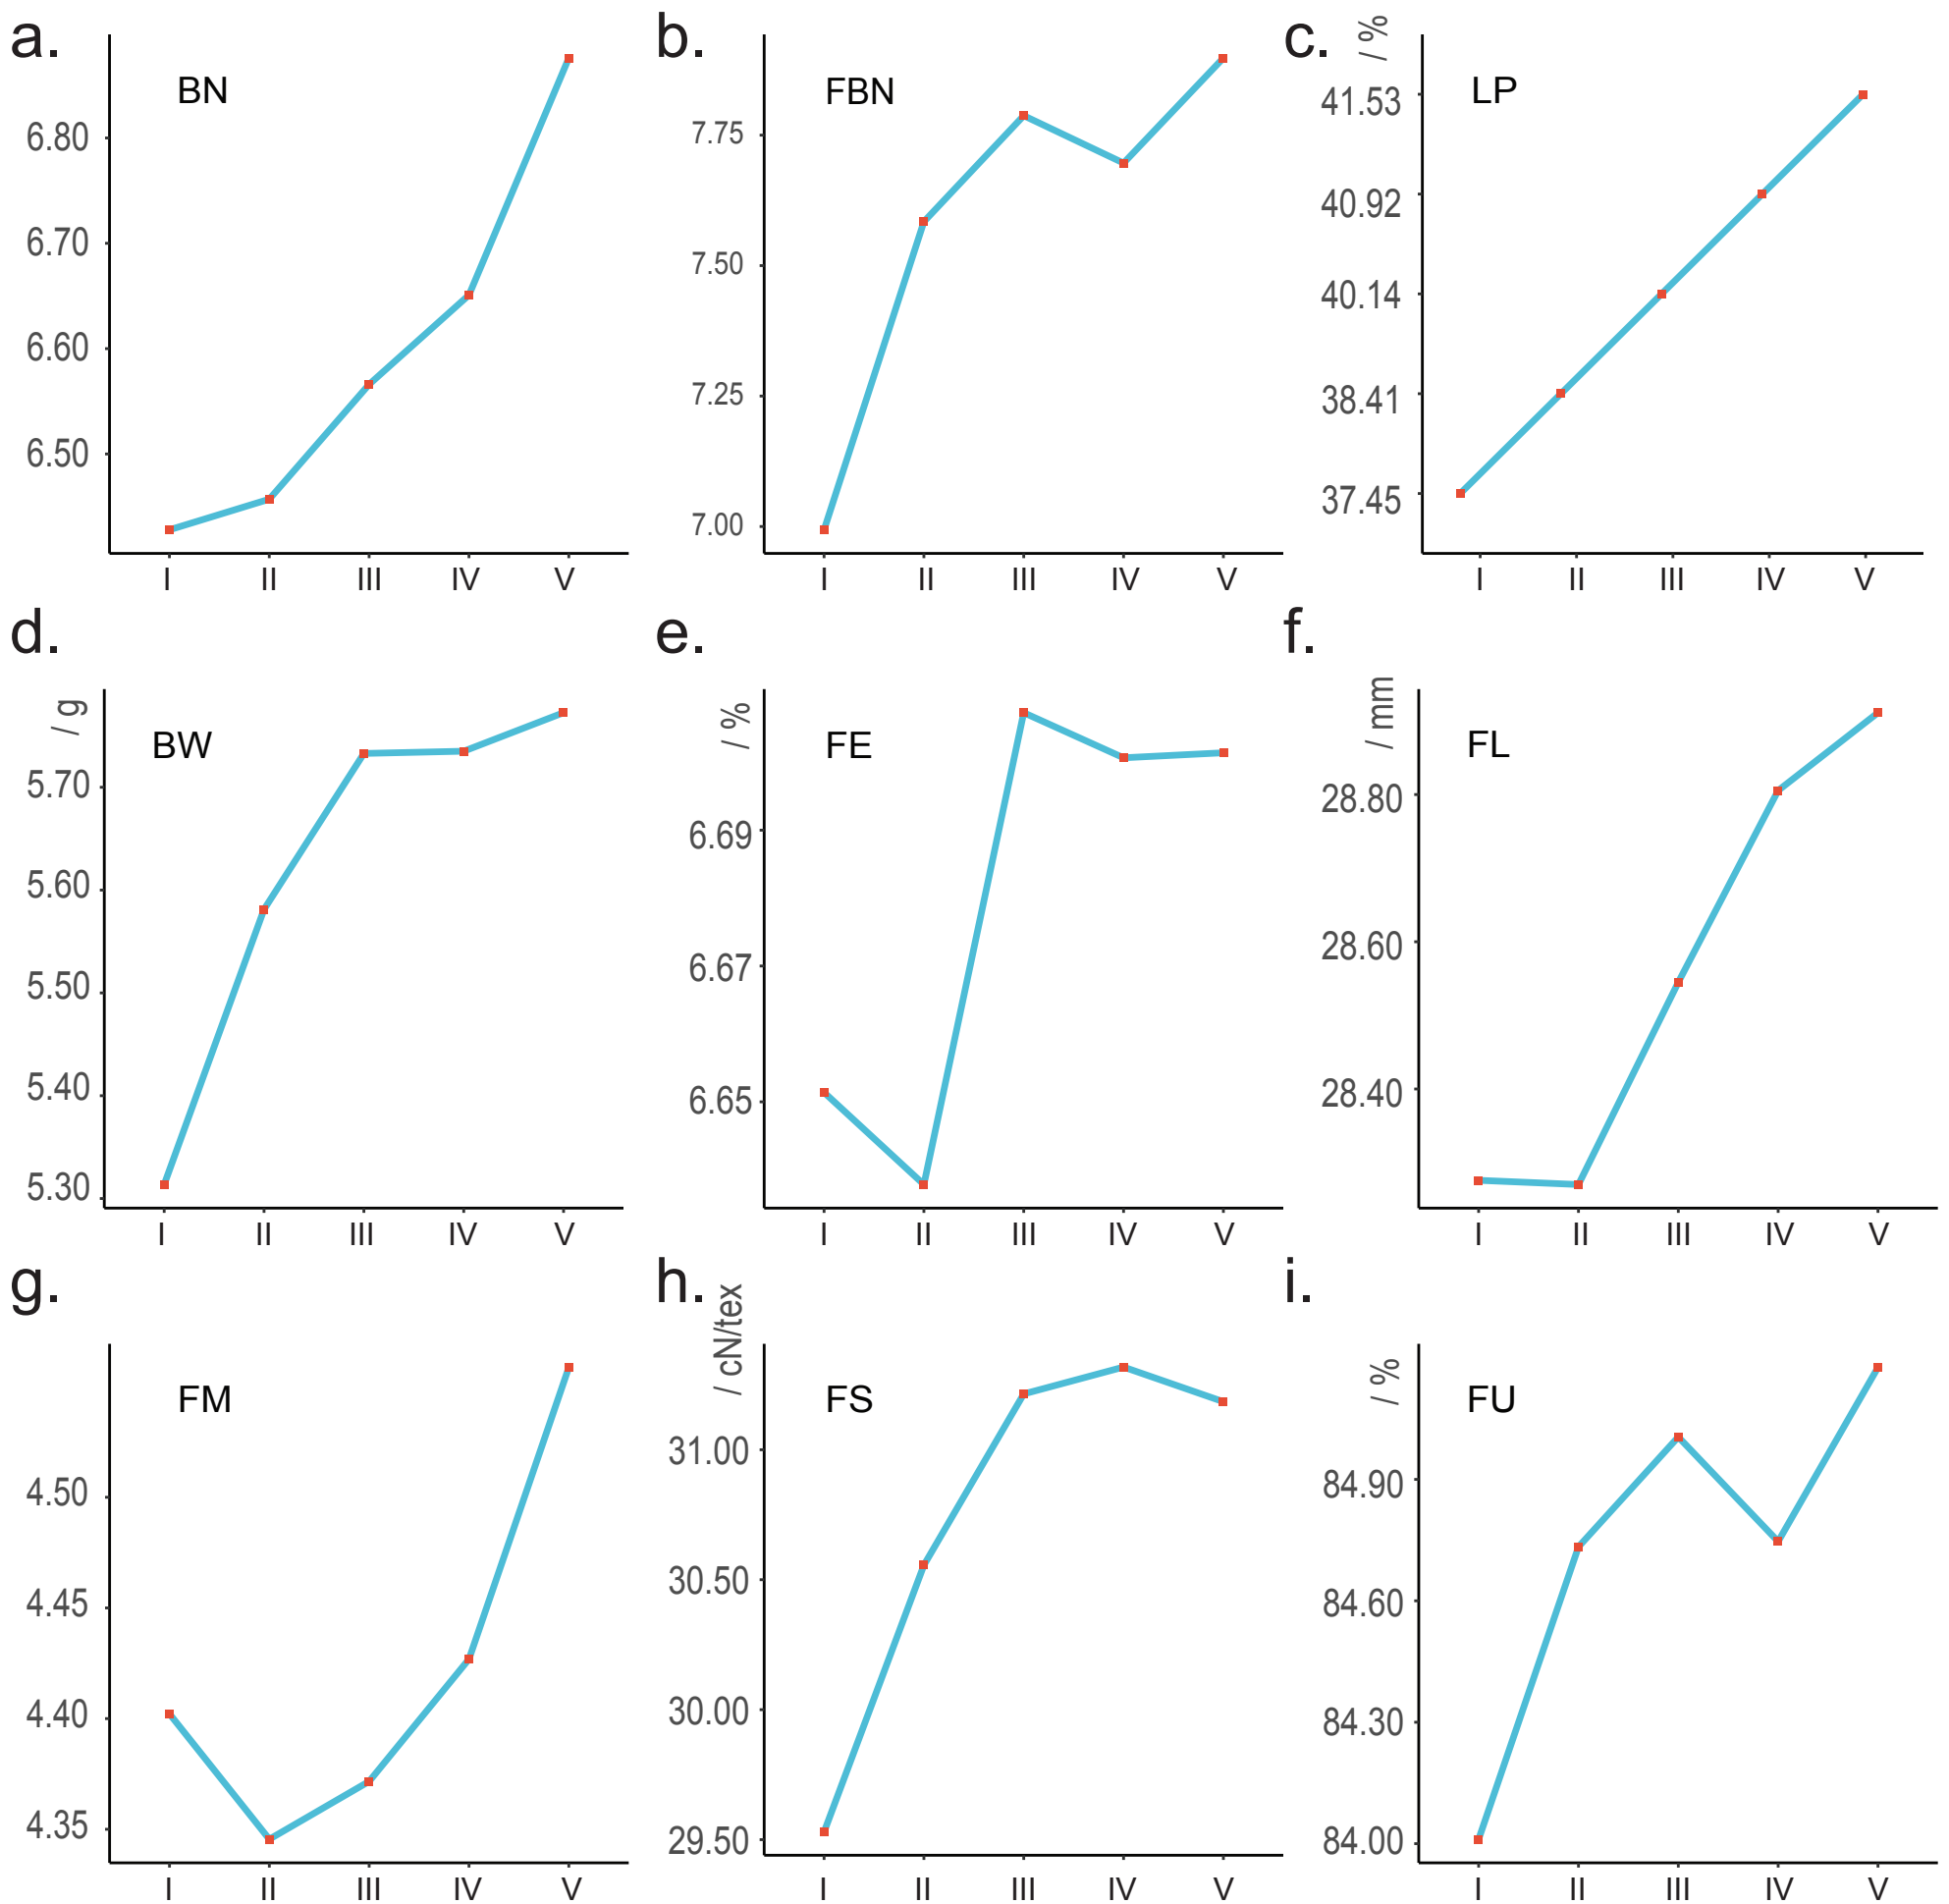 a.
BN
6.80
6.70
6.60
6.50
I II III IV V
b.
FBN
7.75
7.50
7.25
7.00
I II III IV V
c.
/ %
LP
41.53
40.92
40.14
38.41
37.45
I II III IV V
d.
/ g
BW
5.70
5.60
5.50
5.40
5.30
I II III IV V
e.
/ %
FE
6.69
6.67
6.65
I II III IV V
f.
/ mm
FL
28.80
28.60
28.40
I II III IV V
g.
FM
4.50
4.45
4.40
4.35
I II III IV V
h.
/ cN/tex
FS
31.00
30.50
30.00
29.50
I II III IV V
i.
/ %
FU
84.90
84.60
84.30
84.00
I II III IV V